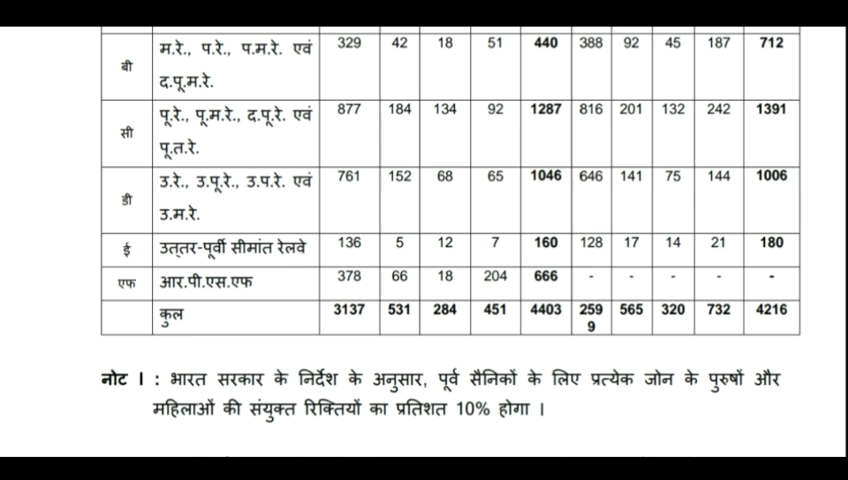 बी म.रे., प.रे., प.म.रे. एवं 329 42 18 51 440 388 92 45 187 712
द.पू.म.रे.
सी पू.रे., पू.म.रे., द.पू.रे. एवं 877 184 134 92 1287 816 201 132 242 1391
पू.त.रे.
डी उ.रे., उ.पू.रे., उ.प.रे. एवं 761 152 68 65 1046 646 141 75 144 1006
उ.म.रे.
ई उत्तर-पूर्वी सीमांत रेलवे 136 5 12 7 160 128 17 14 21 180
एफ आर.पी.एस.एफ 378 66 18 204 666 - - - - -
कुल 3137 531 284 451 4403 259 565 320 732 4216
9
नोट I : भारत सरकार के निर्देश के अनुसार, पूर्व सैनिकों के लिए प्रत्येक जोन के पुरुषों और
महिलाओं की संयुक्त रिक्तियों का प्रतिशत 10% होगा ।